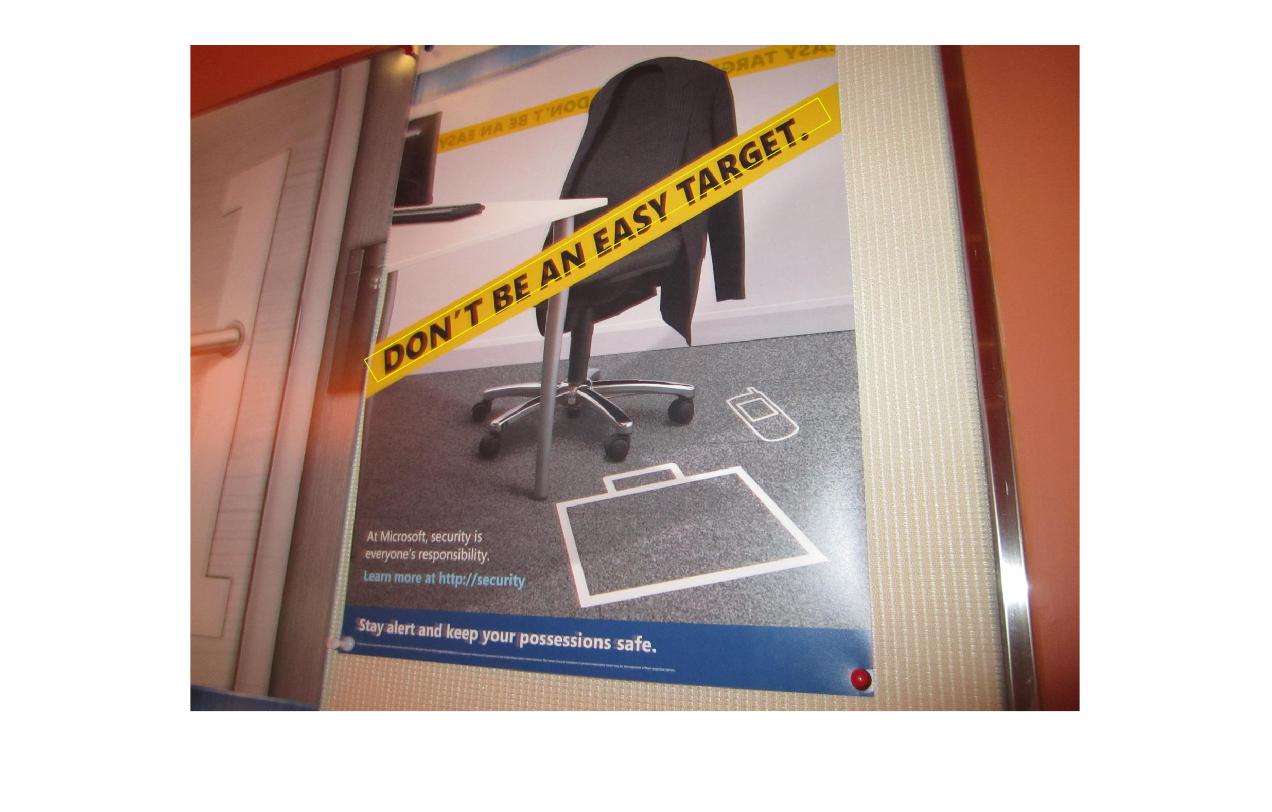 DON'T BE AN EASY
EASY TARGET
DON'T BE AN EASY TARGET.
At Microsoft, security is
everyone's responsibility.
Learn more at http://security
Stay alert and keep your possessions safe.